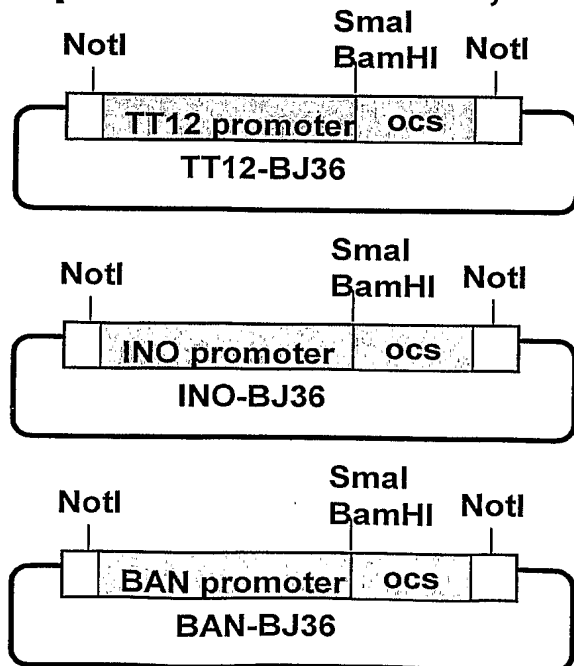 SmaI
NotI BamHI NotI
TT12 promoter ocs
TT12-BJ36
SmaI
NotI BamHI NotI
INO promoter ocs
INO-BJ36
SmaI
NotI BamHI NotI
BAN promoter ocs
BAN-BJ36